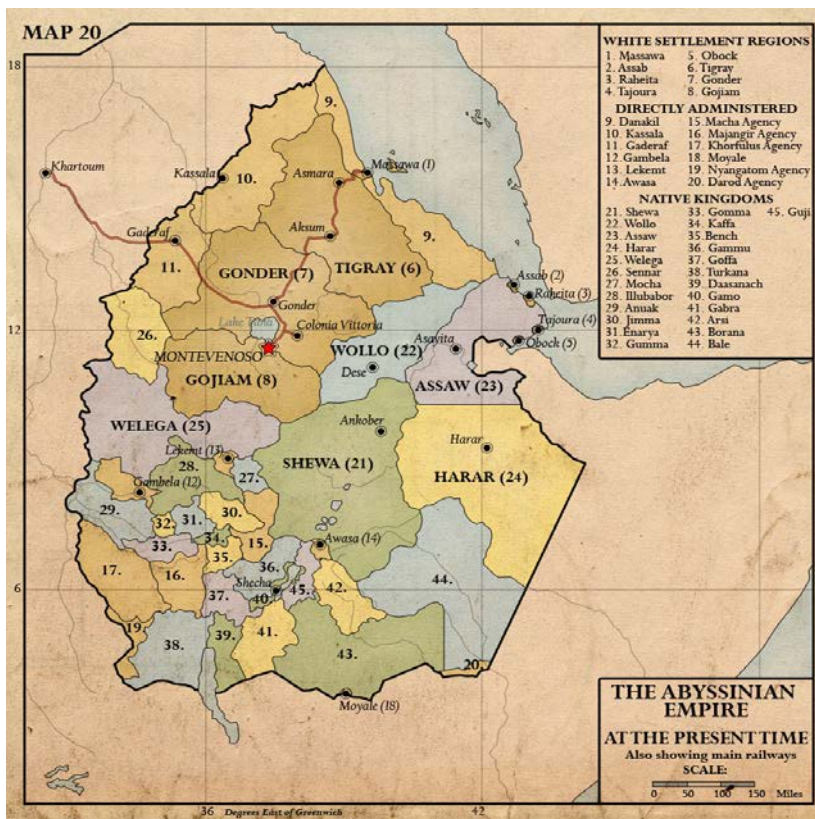 MAP 20
WHITE SETTLEMENT REGIONS
1. Massawa 5. Obock
2. Assab 6. Tigray
3. Raheita 7. Gonder
4. Tajoura 8. Gojiam
DIRECTLY ADMINISTERED
9. Danakil 15. Macha Agency
10. Kassala 16. Majangir Agency
11. Gaderaf 17. Khorfulus Agency
12. Gambela 18. Moyale
13. Lekemt 19. Nyangatom Agency
14. Awasa 20. Darod Agency
NATIVE KINGDOMS
21. Shewa 33. Gomma 45. Guji
22. Wollo 34. Kaffa
23. Assaw 35. Bench
24. Harar 36. Gammu
25. Welega 37. Goffa
26. Sennar 38. Turkana
27. Mocha 39. Daasanach
28. Illubabor 40. Gamo
29. Anuak 41. Gabra
30. Jimma 42. Arsi
31. Enarya 43. Borana
32. Gumma 44. Bale
18
9.
Khartoum
Kassala
10.
Asmara
Massawa (1)
Aksum
9.
Gaderaf
11.
GONDER (7)
TIGRAY (6)
Assab (2)
Raheita (3)
Gonder
Tajoura (4)
12
26.
Lake Tana
Colonia Vittoria
Obock (5)
MONTEVENOSO
WOLLO (22)
Asayita
Dese
GOJIAM (8)
ASSAW (23)
WELEGA (25)
Ankober
Harar
Lekemt (13)
28.
27.
SHEWA (21)
HARAR (24)
Gambela (12)
29.
32.
31.
30.
33.
34.
15.
Awasa (14)
35.
36.
17.
16.
44.
Shecha
42.
6
37.
40.
45.
19.
38.
39.
41.
43.
20.
Moyale (18)
THE ABYSSINIAN
EMPIRE
AT THE PRESENT TIME
Also showing main railways
SCALE:
0 50 100 150 Miles
36 Degrees East of Greenwich 42